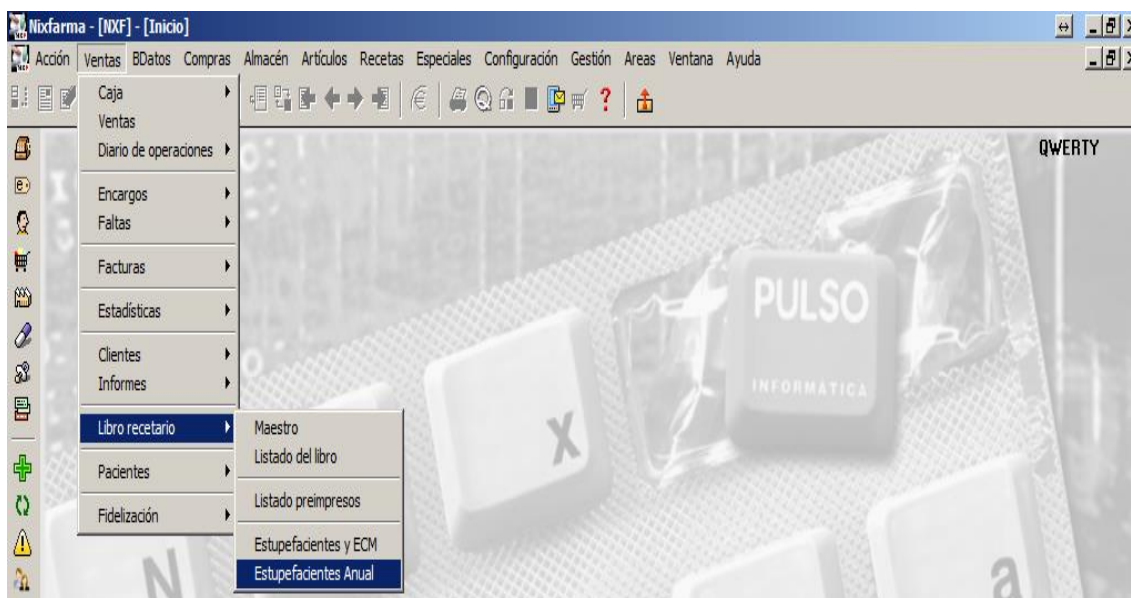 Nixfarma - [NXF] - [Inicio]
Acción Ventas BDatos Compras Almacén Artículos Recetas Especiales Configuración Gestión Areas Ventana Ayuda
Caja
Ventas
Diario de operaciones
Encargos
Faltas
Facturas
Estadísticas
Clientes
Informes
Libro recetario
Pacientes
Fidelización
Maestro
Listado del libro
Listado preimpresos
Estupefacientes y ECM
Estupefacientes Anual
QWERTY
PULSO
INFORMÁTICA
X
N
a